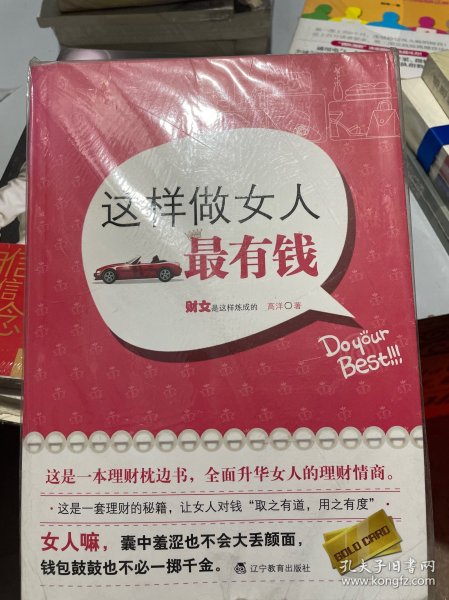 这样做女人
最有钱
财女是这样炼成的 高洋〇著
Do your
Best!!!
这是一本理财枕边书，全面升华女人的理财情商。
·这是一套理财的秘籍，让女人对钱“取之有道，用之有度”·
女人嘛，囊中羞涩也不会大丢颜面，
钱包鼓鼓也不必一掷千金。
辽宁教育出版社
GOLD CARD
信念
孔夫子旧书网
kongfz.com